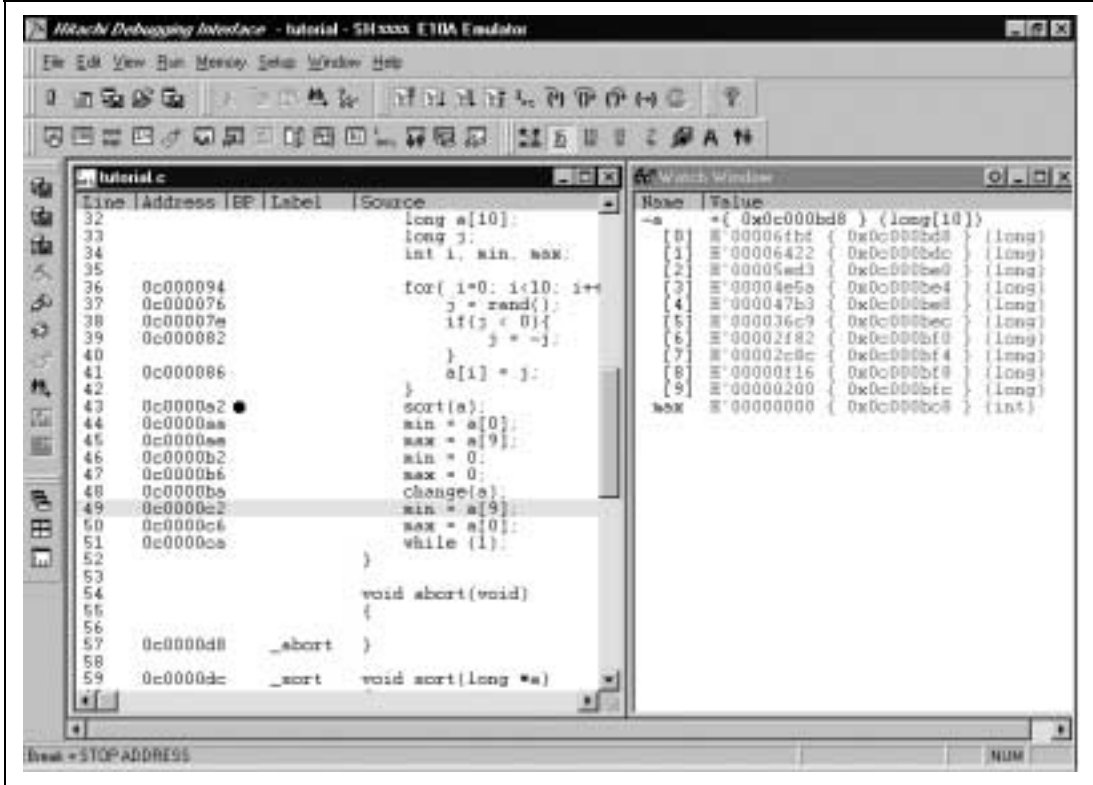 Hitachi Debugging Interface - tutorial - SHxxxx E10A Emulator
File Edit View Run Memory Setup Window Help
tutorial.c
Line Address BP Label Source
32 long a[10];
33 long j;
34 int i, min, max;
35
36 0c000094 for( i=0; i<10; i++
37 0c000076 j = rand();
38 0c00007e if(j < 0){
39 0c000082 j = -j;
40 }
41 0c000086 a[i] = j;
42 }
43 0c0000a2 ● sort(a);
44 0c0000aa min = a[0];
45 0c0000ae max = a[9];
46 0c0000b2 min = 0;
47 0c0000b6 max = 0;
48 0c0000ba change(a);
49 0c0000c2 min = a[9];
50 0c0000c6 max = a[0];
51 0c0000ca while (1);
52 }
53
54 void abort(void)
55 {
56
57 0c0000d8 _abort }
58
59 0c0000dc _sort void sort(long *a)
Watch Window
Name Value
-a ={ 0x0c000bd8 } (long[10])
[0] H'00006fbf { 0x0c000bd8 } (long)
[1] H'00006422 { 0x0c000bdc } (long)
[2] H'00005ed3 { 0x0c000be0 } (long)
[3] H'00004e5a { 0x0c000be4 } (long)
[4] H'000047b3 { 0x0c000be8 } (long)
[5] H'000036c9 { 0x0c000bec } (long)
[6] H'00002f82 { 0x0c000bf0 } (long)
[7] H'00002c8c { 0x0c000bf4 } (long)
[8] H'00000f16 { 0x0c000bf8 } (long)
[9] H'00000200 { 0x0c000bfc } (long)
max H'00000000 { 0x0c000bc8 } (int)
Break = STOP ADDRESS
NUM